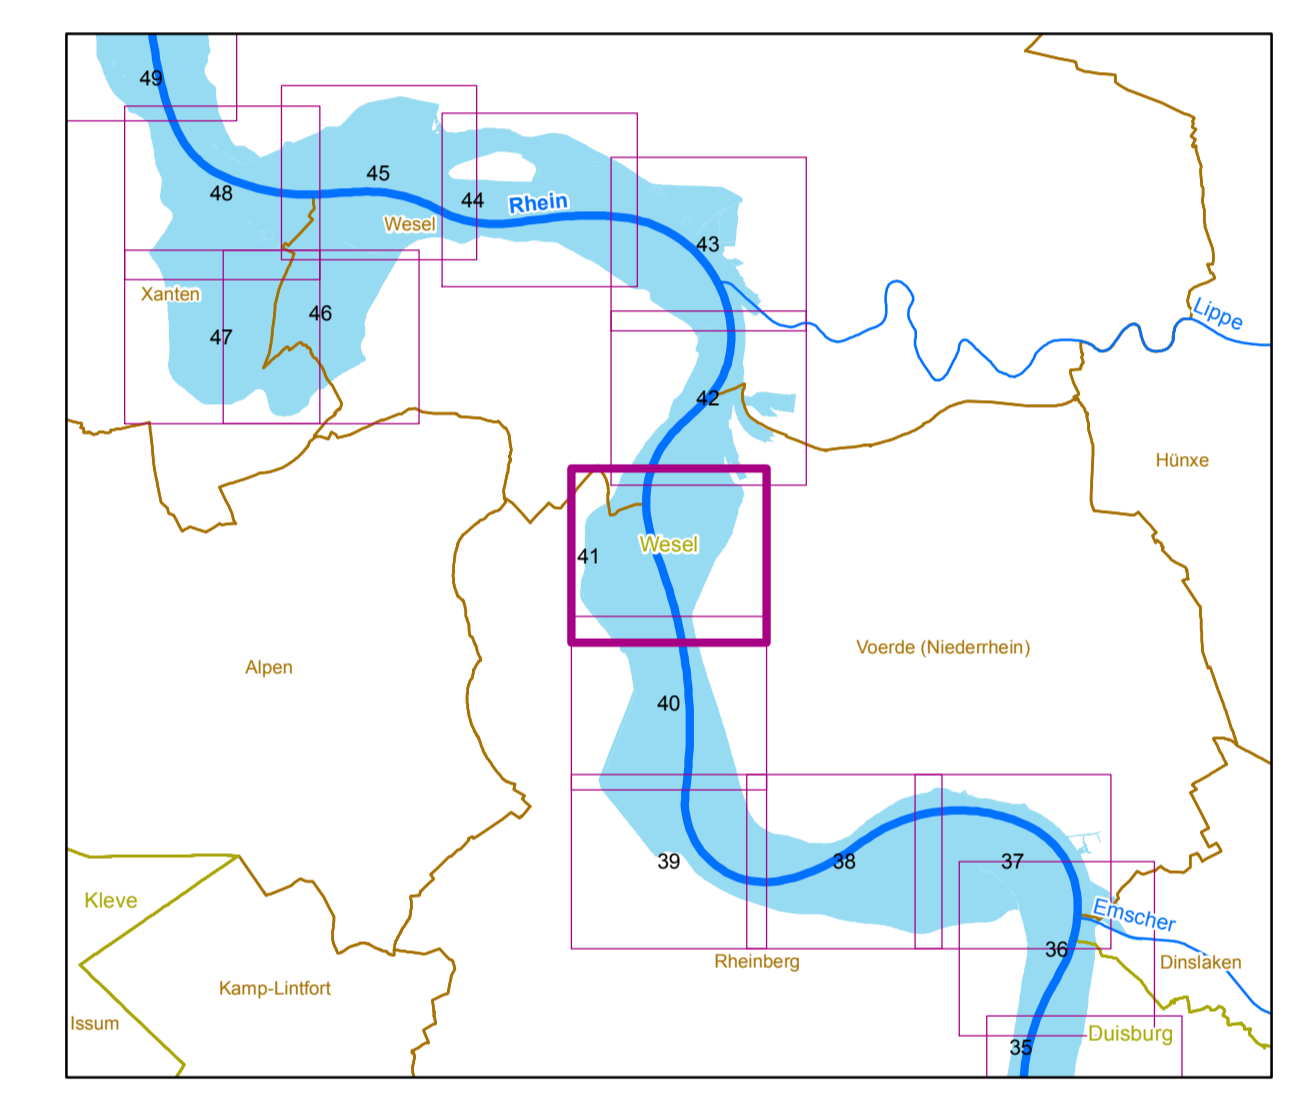 49
45
48
44
Rhein
Wesel
43
Xanten
46
Lippe
47
42
Hünxe
Wesel
41
Voerde (Niederrhein)
Alpen
40
39
38
37
Kleve
Emscher
36
Rheinberg
Dinslaken
Kamp-Lintfort
Issum
Duisburg
35